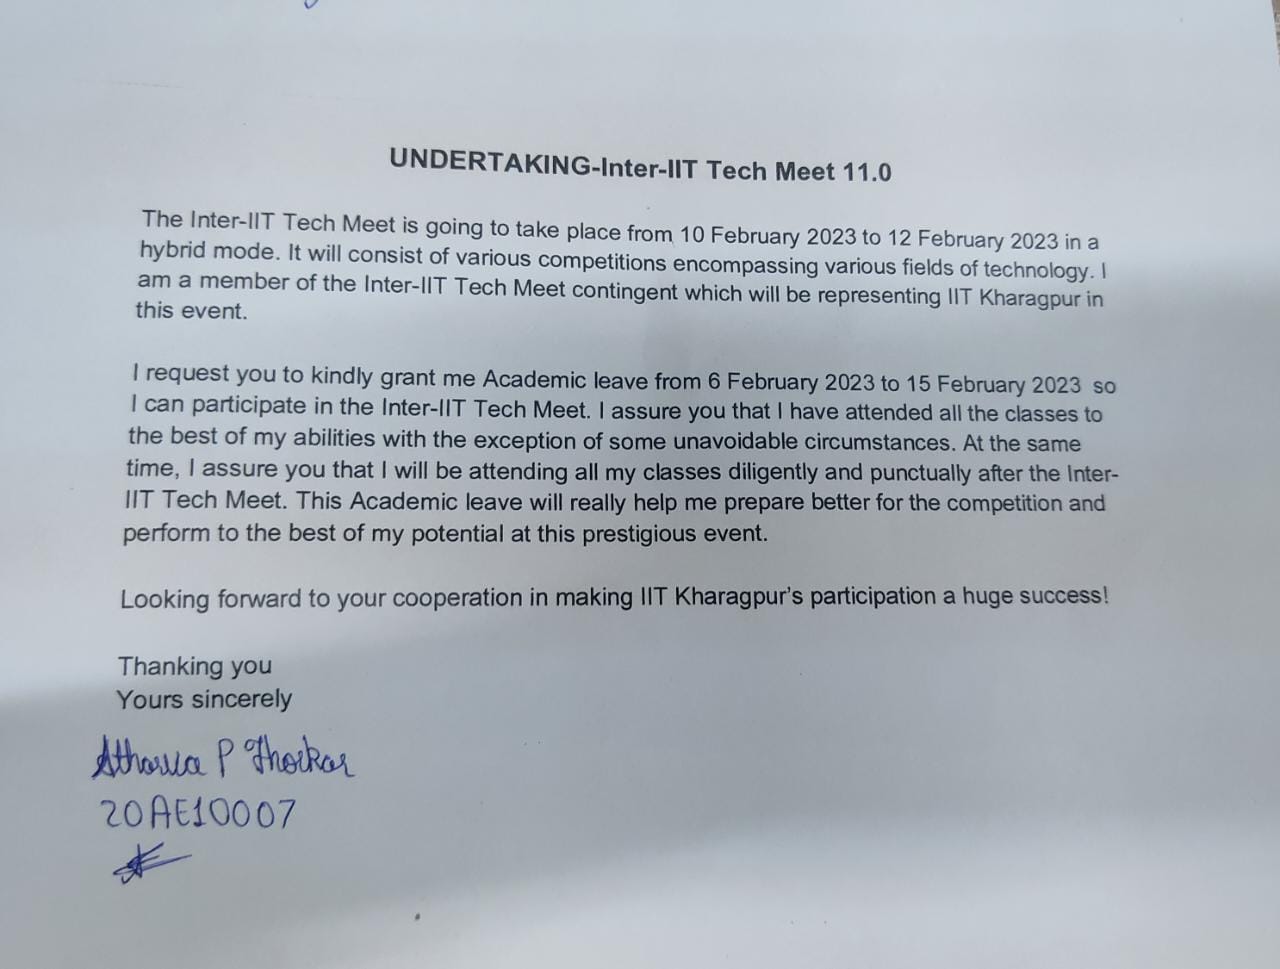 UNDERTAKING-Inter-IIT Tech Meet 11.0
The Inter-IIT Tech Meet is going to take place from 10 February 2023 to 12 February 2023 in a
hybrid mode. It will consist of various competitions encompassing various fields of technology. I
am a member of the Inter-IIT Tech Meet contingent which will be representing IIT Kharagpur in
this event.
I request you to kindly grant me Academic leave from 6 February 2023 to 15 February 2023 so
I can participate in the Inter-IIT Tech Meet. I assure you that I have attended all the classes to
the best of my abilities with the exception of some unavoidable circumstances. At the same
time, I assure you that I will be attending all my classes diligently and punctually after the Inter-
IIT Tech Meet. This Academic leave will really help me prepare better for the competition and
perform to the best of my potential at this prestigious event.
Looking forward to your cooperation in making IIT Kharagpur's participation a huge success!
Thanking you
Yours sincerely
Atharva P
20AE10007